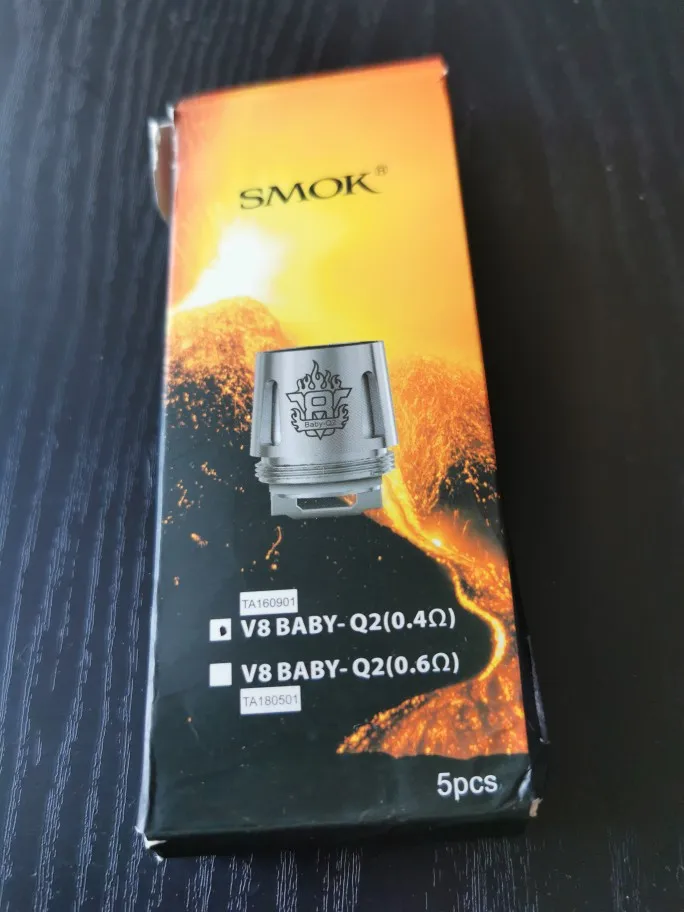 SMOK®
Baby-Q2
TA160901
V8 BABY- Q2(0.4Ω)
V8 BABY- Q2(0.6Ω)
TA180501
5pcs